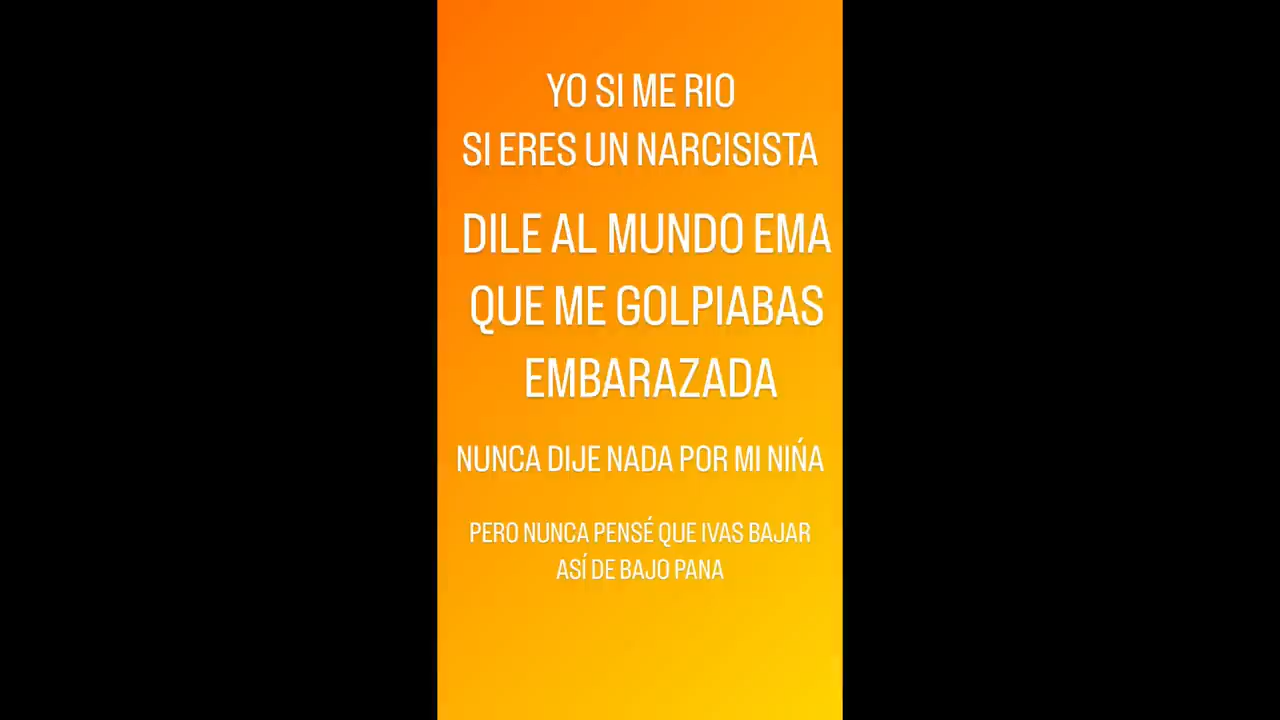 YO SI ME RIO
SI ERES UN NARCISISTA
DILE AL MUNDO EMA
QUE ME GOLPIABAS
EMBARAZADA
NUNCA DIJE NADA POR MI NIŃA
PERO NUNCA PENSÉ QUE IVAS BAJAR
ASÍ DE BAJO PANA